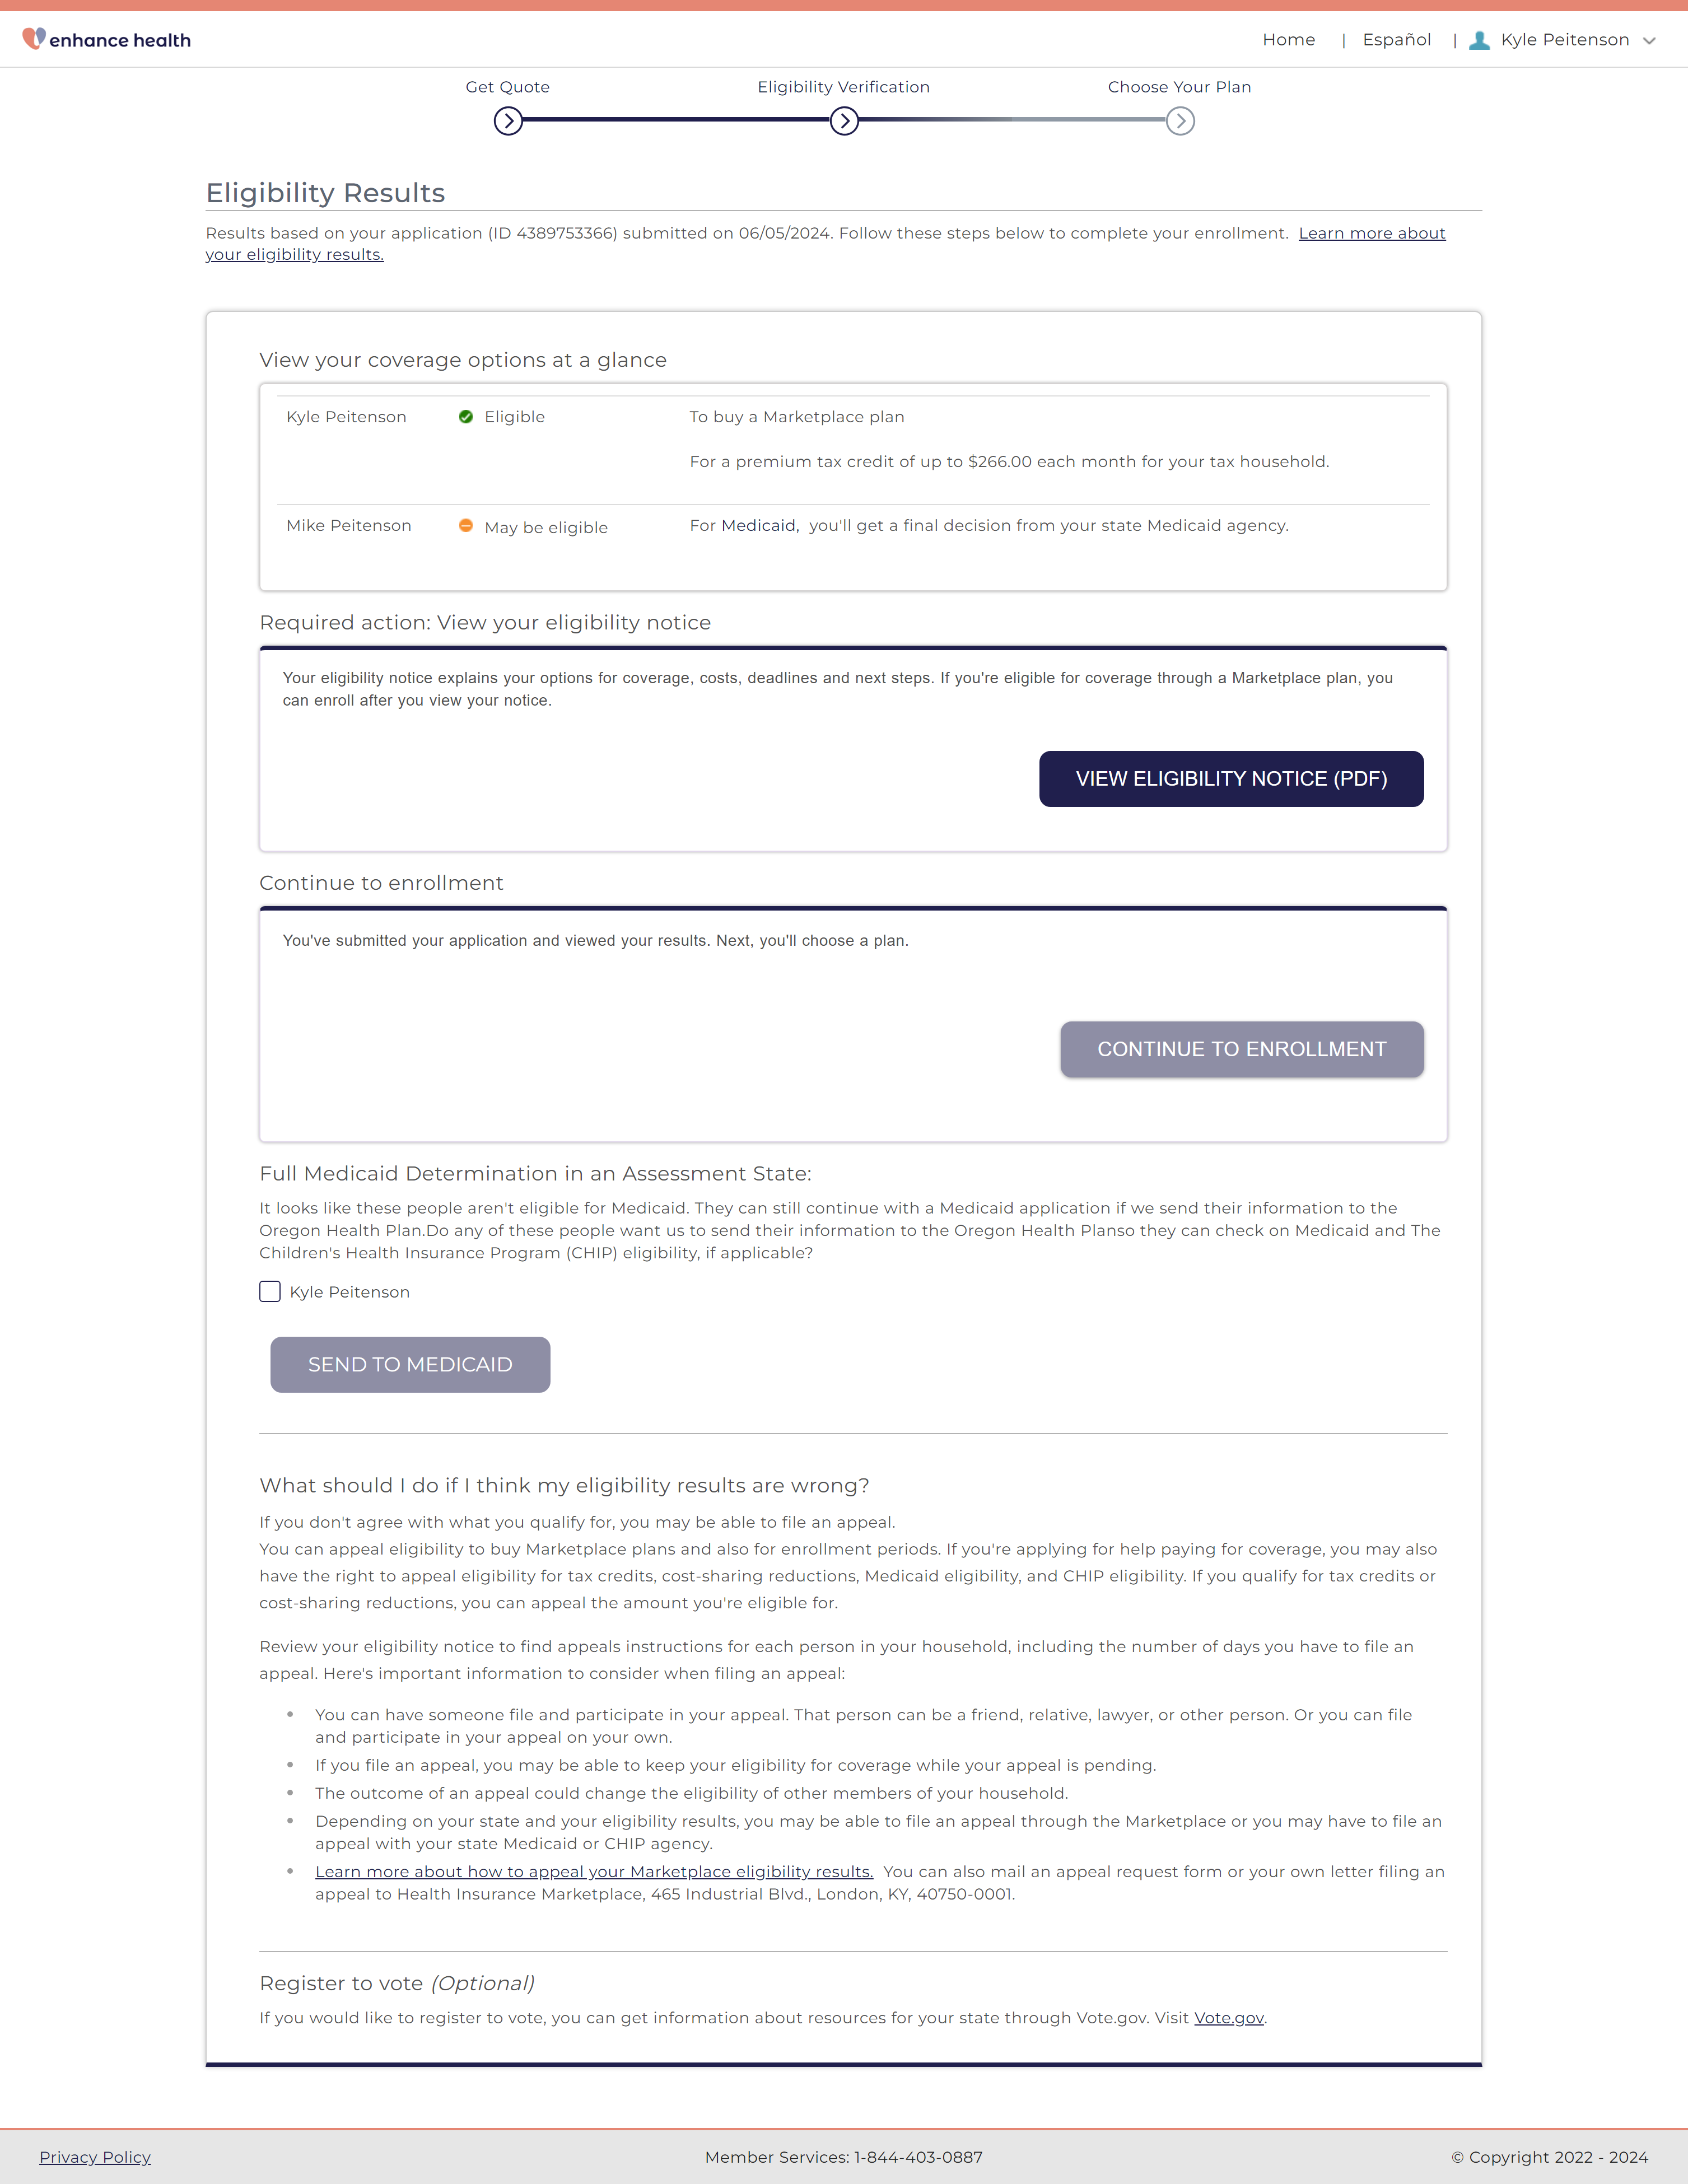 enhance health
Home | Español | Kyle Peitenson
Get Quote
Eligibility Verification
Choose Your Plan
Eligibility Results
Results based on your application (ID 4389753366) submitted on 06/05/2024. Follow these steps below to complete your enrollment. Learn more about
your eligibility results.
View your coverage options at a glance
Kyle Peitenson Eligible To buy a Marketplace plan
For a premium tax credit of up to $266.00 each month for your tax household.
Mike Peitenson May be eligible For Medicaid, you'll get a final decision from your state Medicaid agency.
Required action: View your eligibility notice
Your eligibility notice explains your options for coverage, costs, deadlines and next steps. If you're eligible for coverage through a Marketplace plan, you
can enroll after you view your notice.
VIEW ELIGIBILITY NOTICE (PDF)
Continue to enrollment
You've submitted your application and viewed your results. Next, you'll choose a plan.
CONTINUE TO ENROLLMENT
Full Medicaid Determination in an Assessment State:
It looks like these people aren't eligible for Medicaid. They can still continue with a Medicaid application if we send their information to the
Oregon Health Plan.Do any of these people want us to send their information to the Oregon Health Planso they can check on Medicaid and The
Children's Health Insurance Program (CHIP) eligibility, if applicable?
Kyle Peitenson
SEND TO MEDICAID
What should I do if I think my eligibility results are wrong?
If you don't agree with what you qualify for, you may be able to file an appeal.
You can appeal eligibility to buy Marketplace plans and also for enrollment periods. If you're applying for help paying for coverage, you may also
have the right to appeal eligibility for tax credits, cost-sharing reductions, Medicaid eligibility, and CHIP eligibility. If you qualify for tax credits or
cost-sharing reductions, you can appeal the amount you're eligible for.
Review your eligibility notice to find appeals instructions for each person in your household, including the number of days you have to file an
appeal. Here's important information to consider when filing an appeal:
• You can have someone file and participate in your appeal. That person can be a friend, relative, lawyer, or other person. Or you can file
and participate in your appeal on your own.
• If you file an appeal, you may be able to keep your eligibility for coverage while your appeal is pending.
• The outcome of an appeal could change the eligibility of other members of your household.
• Depending on your state and your eligibility results, you may be able to file an appeal through the Marketplace or you may have to file an
appeal with your state Medicaid or CHIP agency.
• Learn more about how to appeal your Marketplace eligibility results. You can also mail an appeal request form or your own letter filing an
appeal to Health Insurance Marketplace, 465 Industrial Blvd., London, KY, 40750-0001.
Register to vote (Optional)
If you would like to register to vote, you can get information about resources for your state through Vote.gov. Visit Vote.gov.
Privacy Policy
Member Services: 1-844-403-0887
© Copyright 2022 - 2024